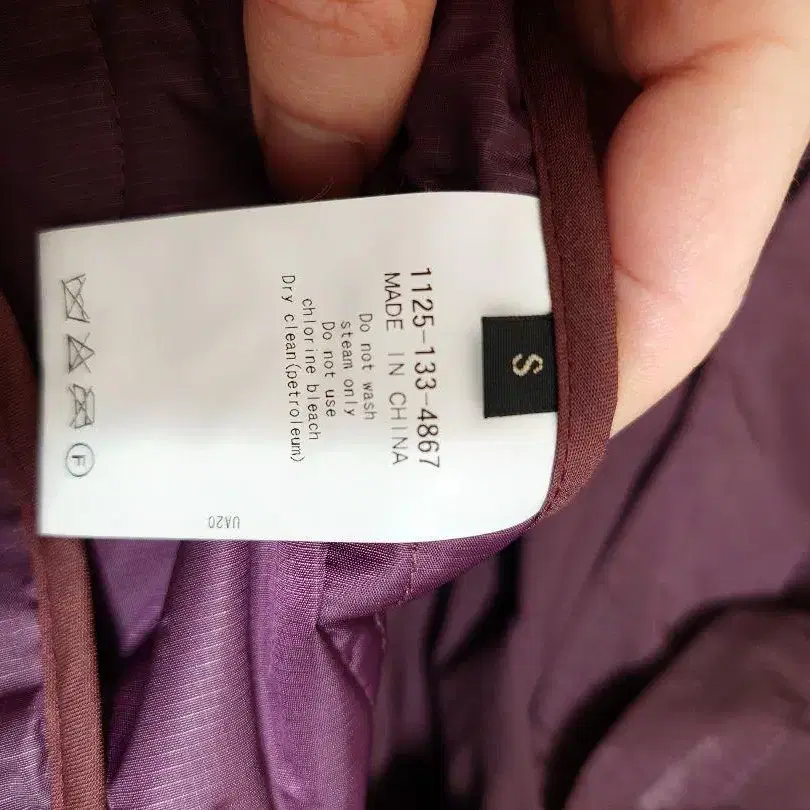 S
1125-133-4867
MADE IN CHINA
Do not wash
steam only
Do not use
chlorine bleach
Dry clean(petroleum)
F
UA20